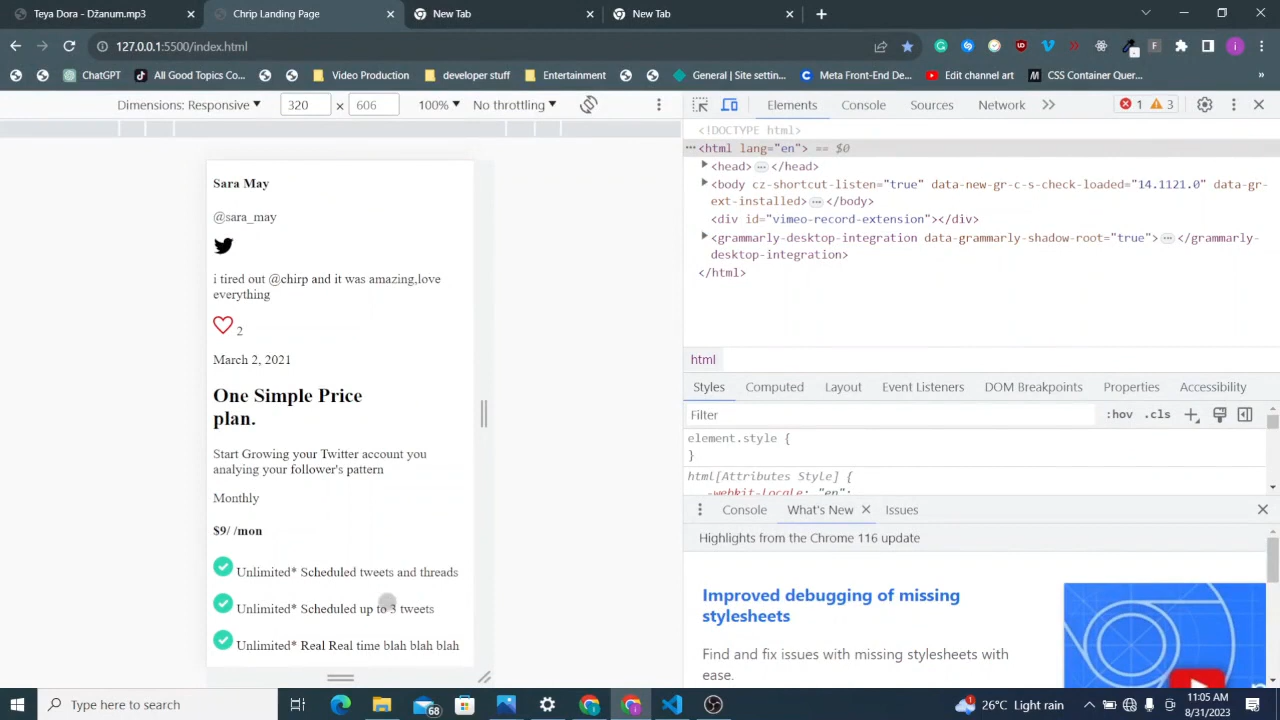 Teya Dora - Džanum.mp3
Chrip Landing Page
New Tab
New Tab
127.0.0.1:5500/index.html
ChatGPT
All Good Topics Co...
Video Production
developer stuff
Entertainment
General | Site settin...
Meta Front-End De...
Edit channel art
CSS Container Quer...
»
Dimensions: Responsive
320
×
606
100%
No throttling
Elements
Console
Sources
Network
1
3
<!DOCTYPE html>
<html lang="en"> == $0
<head> </head>
<body cz-shortcut-listen="true" data-new-gr-c-s-check-loaded="14.1121.0" data-gr-
ext-installed> </body>
<div id="vimeo-record-extension"></div>
<grammarly-desktop-integration data-grammarly-shadow-root="true"> </grammarly-
desktop-integration>
</html>
html
Styles
Computed
Layout
Event Listeners
DOM Breakpoints
Properties
Accessibility
Filter
:hov
.cls
element.style {
}
html[Attributes Style] {
-webkit-locale: "en";
Console
What's New
Issues
Highlights from the Chrome 116 update
Improved debugging of missing
stylesheets
Find and fix issues with missing stylesheets with
ease.
Sara May
@sara_may
i tired out @chirp and it was amazing,love
everything
2
March 2, 2021
One Simple Price
plan.
Start Growing your Twitter account you
analying your follower's pattern
Monthly
$9/ /mon
Unlimited* Scheduled tweets and threads
Unlimited* Scheduled up to 3 tweets
Unlimited* Real Real time blah blah blah
Type here to search
68
1
26°C Light rain
11:05 AM
8/31/2023